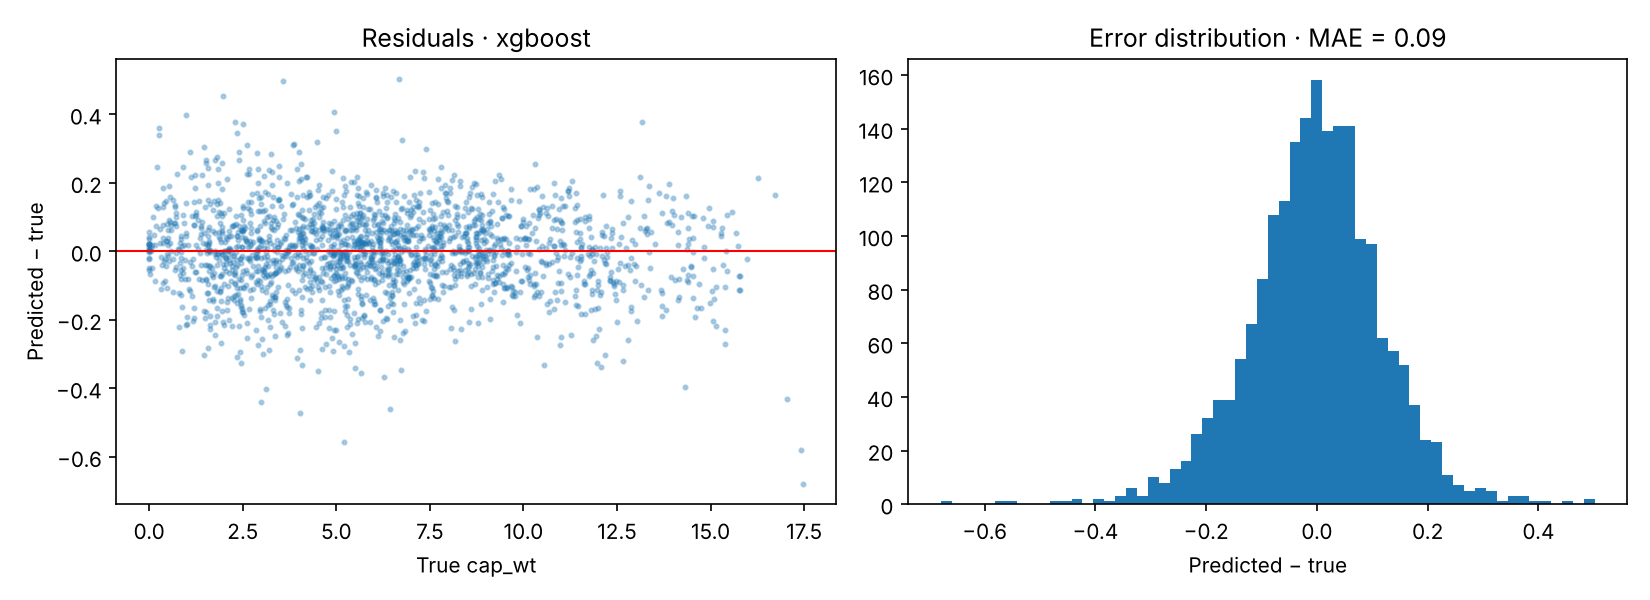 Residuals · xgboost
0.4
0.2
0.0
−0.2
−0.4
−0.6
Predicted − true
0.0 2.5 5.0 7.5 10.0 12.5 15.0 17.5
True cap_wt
Error distribution · MAE = 0.09
160
140
120
100
80
60
40
20
0
−0.6 −0.4 −0.2 0.0 0.2 0.4
Predicted − true